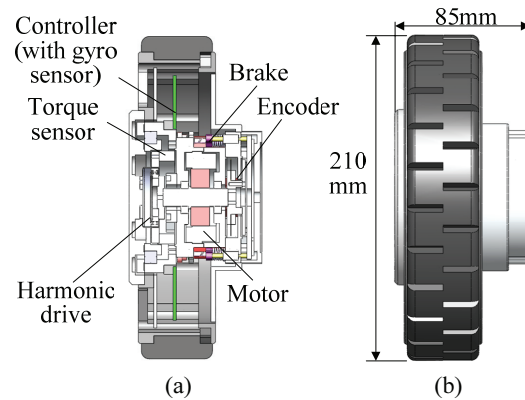 Controller
(with gyro
sensor)
Torque
sensor
Brake
Encoder
Harmonic
drive
Motor
(a)
85mm
210
mm
(b)